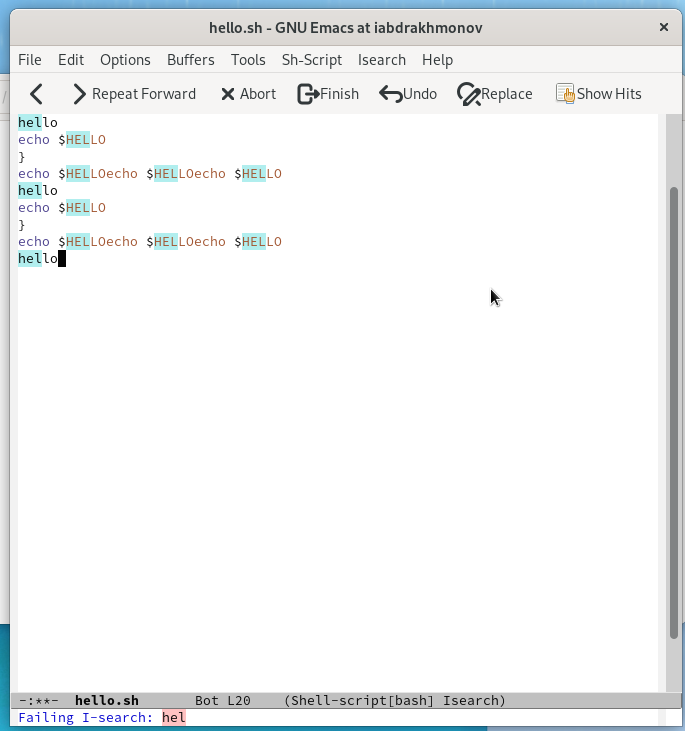 hello.sh - GNU Emacs at iabdrakhmonov
File Edit Options Buffers Tools Sh-Script Isearch Help
Repeat Forward Abort Finish Undo Replace Show Hits
hello
echo $HELLO
}
echo $HELLOecho $HELLOecho $HELLO
hello
echo $HELLO
}
echo $HELLOecho $HELLOecho $HELLO
hello
-:**- hello.sh Bot L20 (Shell-script[bash] Isearch)
Failing I-search: hel